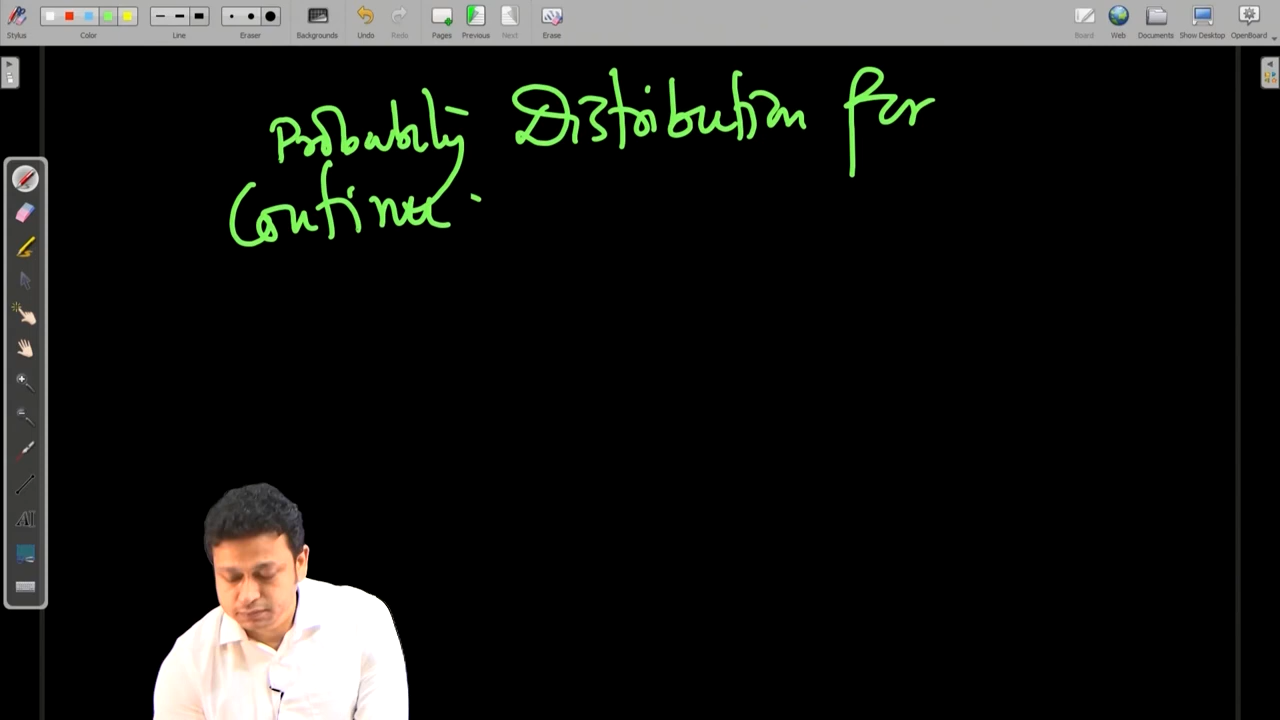 Stylus Color Line Eraser Backgrounds Undo Redo Pages Previous Next Erase Board Web Documents Show Desktop OpenBoard
Probability Distribution for
Continu
AI